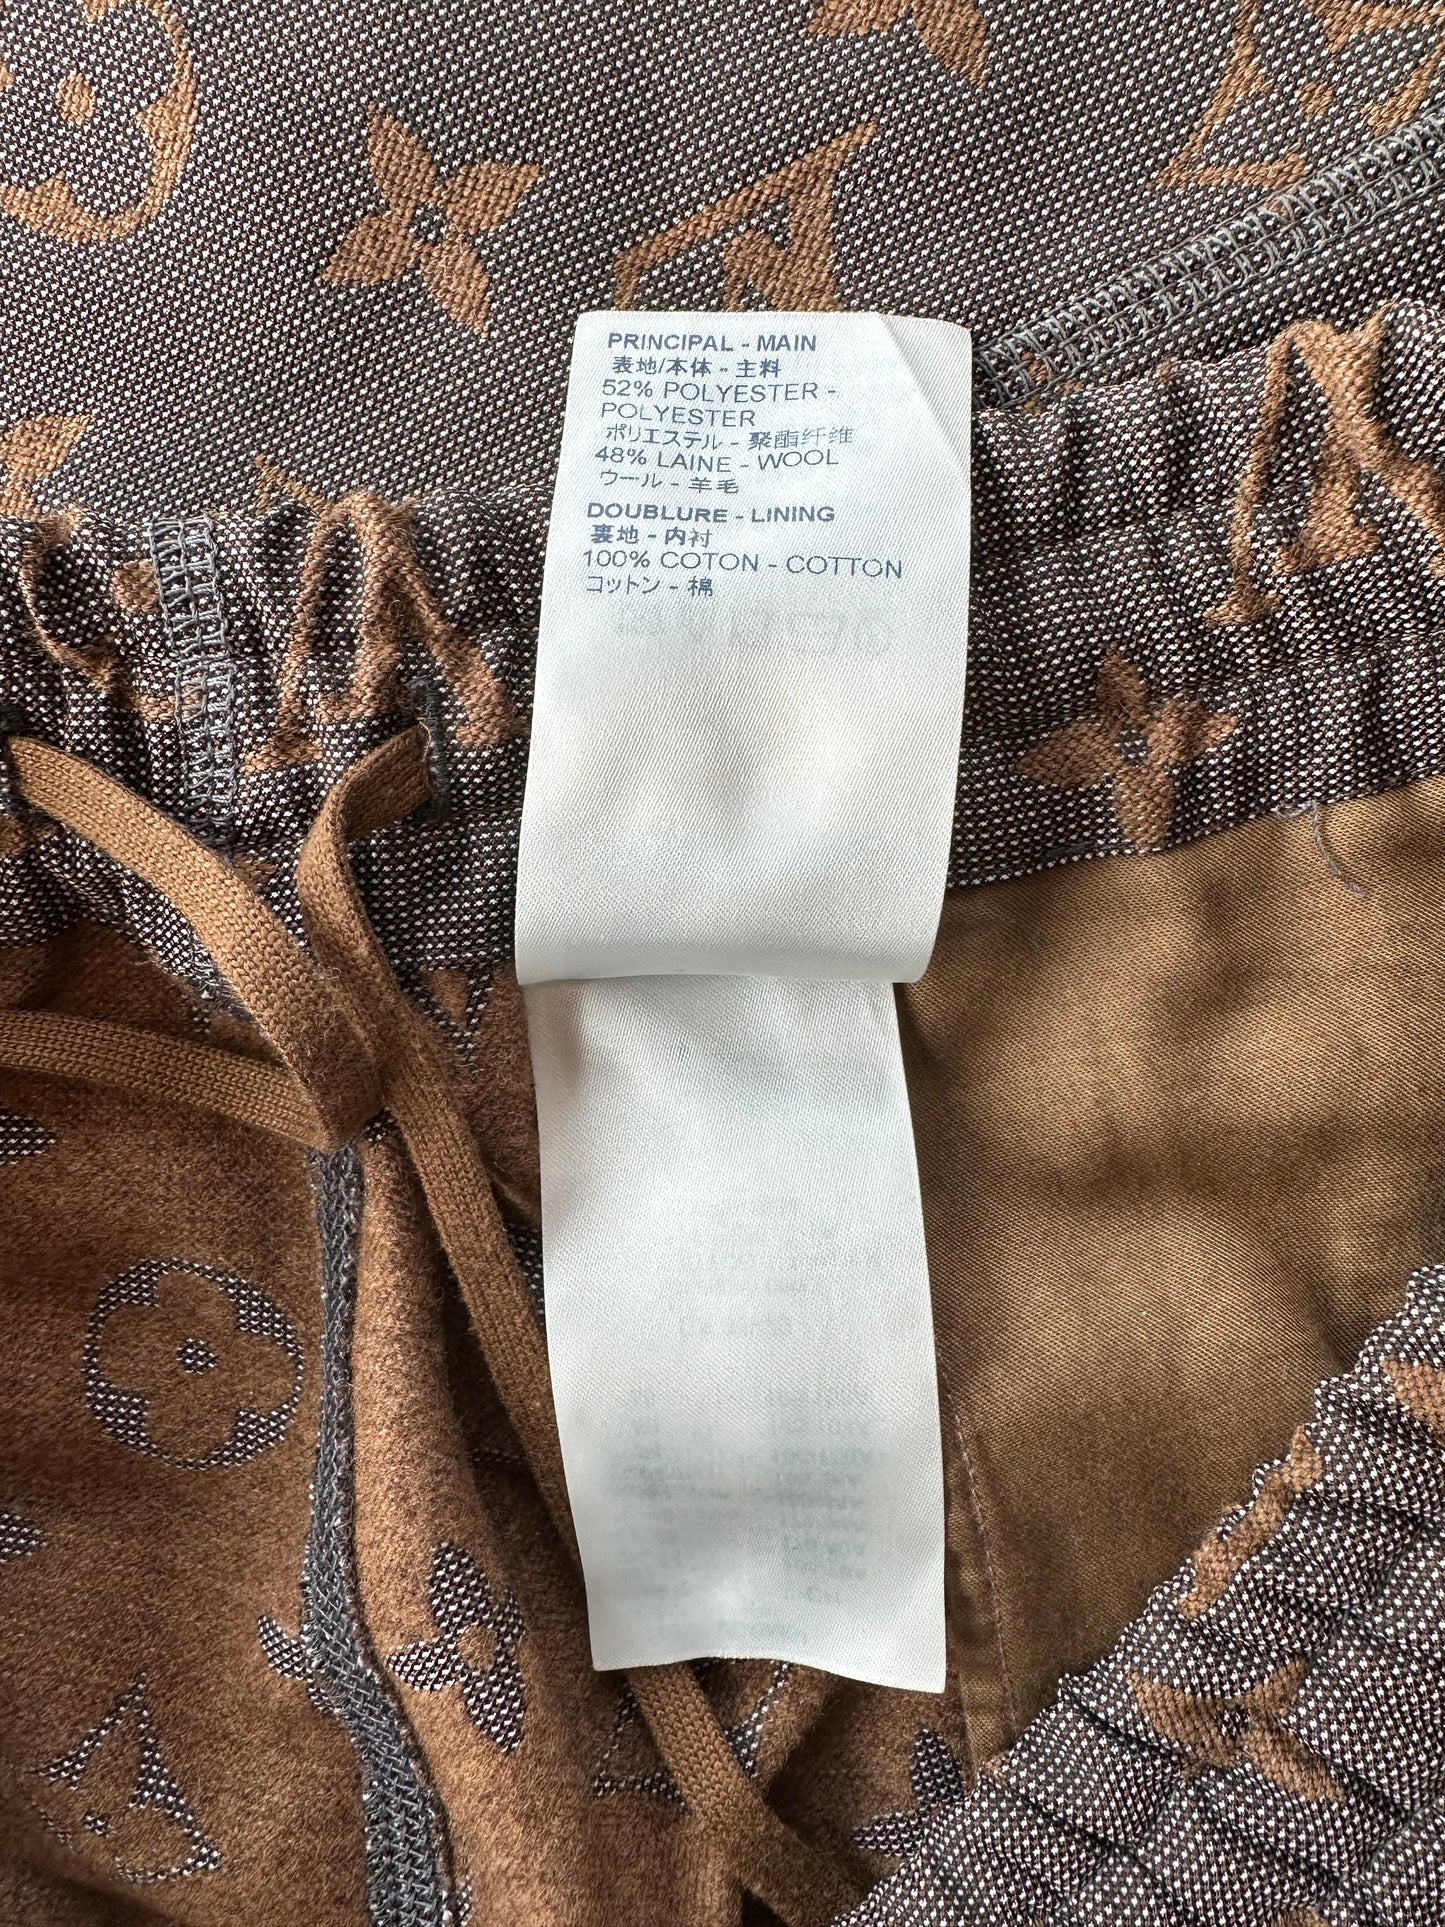 PRINCIPAL - MAIN
表地/本体 - 主料
52% POLYESTER -
POLYESTER
ポリエステル - 聚酯纤维
48% LAINE - WOOL
ウール - 羊毛
DOUBLURE - LINING
裏地 - 内衬
100% COTON - COTTON
コットン - 棉